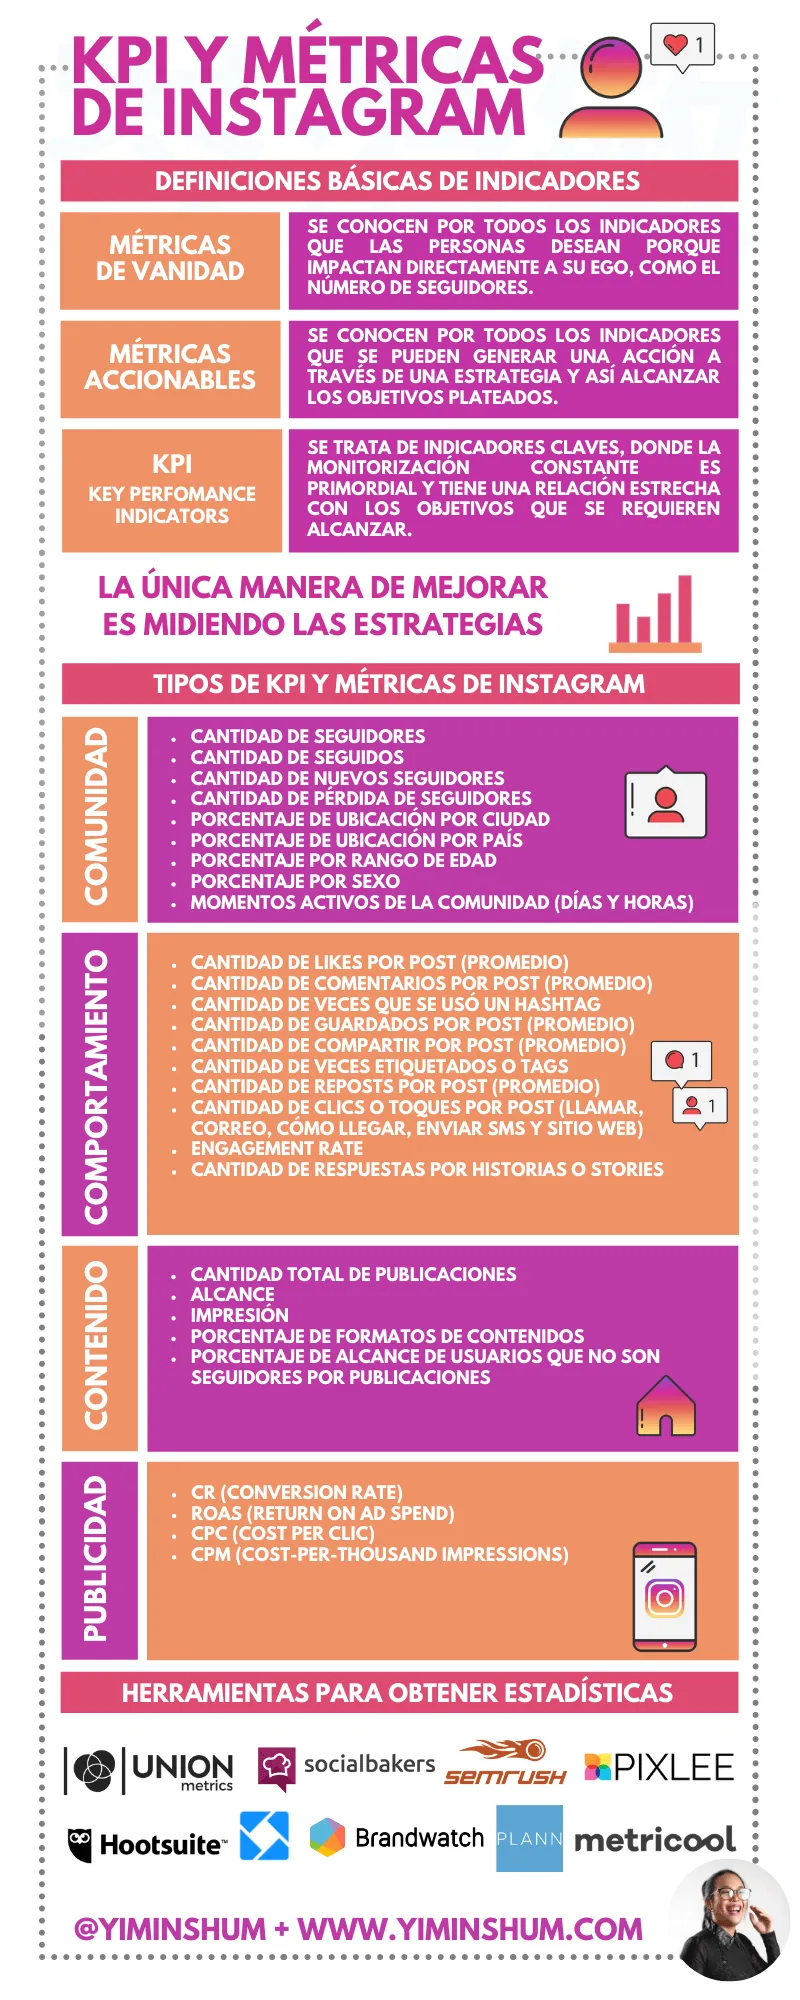 KPI Y MÉTRICAS
DE INSTAGRAM
1
DEFINICIONES BÁSICAS DE INDICADORES
MÉTRICAS
DE VANIDAD
SE CONOCEN POR TODOS LOS INDICADORES
QUE LAS PERSONAS DESEAN PORQUE
IMPACTAN DIRECTAMENTE A SU EGO, COMO EL
NÚMERO DE SEGUIDORES.
MÉTRICAS
ACCIONABLES
SE CONOCEN POR TODOS LOS INDICADORES
QUE SE PUEDEN GENERAR UNA ACCIÓN A
TRAVÉS DE UNA ESTRATEGIA Y ASÍ ALCANZAR
LOS OBJETIVOS PLATEADOS.
KPI
KEY PERFOMANCE
INDICATORS
SE TRATA DE INDICADORES CLAVES, DONDE LA
MONITORIZACIÓN CONSTANTE ES
PRIMORDIAL Y TIENE UNA RELACIÓN ESTRECHA
CON LOS OBJETIVOS QUE SE REQUIEREN
ALCANZAR.
LA ÚNICA MANERA DE MEJORAR
ES MIDIENDO LAS ESTRATEGIAS
TIPOS DE KPI Y MÉTRICAS DE INSTAGRAM
COMUNIDAD
• CANTIDAD DE SEGUIDORES
• CANTIDAD DE SEGUIDOS
• CANTIDAD DE NUEVOS SEGUIDORES
• CANTIDAD DE PÉRDIDA DE SEGUIDORES
• PORCENTAJE DE UBICACIÓN POR CIUDAD
• PORCENTAJE DE UBICACIÓN POR PAÍS
• PORCENTAJE POR RANGO DE EDAD
• PORCENTAJE POR SEXO
• MOMENTOS ACTIVOS DE LA COMUNIDAD (DÍAS Y HORAS)
COMPORTAMIENTO
• CANTIDAD DE LIKES POR POST (PROMEDIO)
• CANTIDAD DE COMENTARIOS POR POST (PROMEDIO)
• CANTIDAD DE VECES QUE SE USÓ UN HASHTAG
• CANTIDAD DE GUARDADOS POR POST (PROMEDIO)
• CANTIDAD DE COMPARTIR POR POST (PROMEDIO)
• CANTIDAD DE VECES ETIQUETADOS O TAGS
• CANTIDAD DE REPOSTS POR POST (PROMEDIO)
• CANTIDAD DE CLICS O TOQUES POR POST (LLAMAR,
CORREO, CÓMO LLEGAR, ENVIAR SMS Y SITIO WEB)
• ENGAGEMENT RATE
• CANTIDAD DE RESPUESTAS POR HISTORIAS O STORIES
1
1
CONTENIDO
• CANTIDAD TOTAL DE PUBLICACIONES
• ALCANCE
• IMPRESIÓN
• PORCENTAJE DE FORMATOS DE CONTENIDOS
• PORCENTAJE DE ALCANCE DE USUARIOS QUE NO SON
SEGUIDORES POR PUBLICACIONES
PUBLICIDAD
• CR (CONVERSION RATE)
• ROAS (RETURN ON AD SPEND)
• CPC (COST PER CLIC)
• CPM (COST-PER-THOUSAND IMPRESSIONS)
HERRAMIENTAS PARA OBTENER ESTADÍSTICAS
UNION
metrics
socialbakers
SEMRUSH
PIXLEE
Hootsuite™
Brandwatch
PLANN
metricool
@YIMINSHUM + WWW.YIMINSHUM.COM